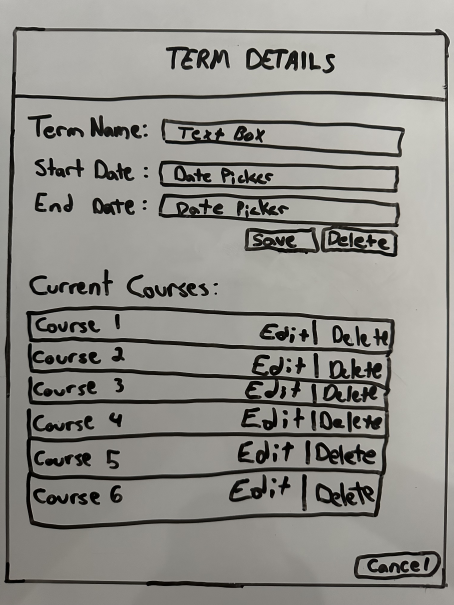 TERM DETAILS
Term Name: Text Box
Start Date: Date Picker
End Date: Date Picker
Save Delete
Current Courses:
Course 1 Edit | Delete
Course 2 Edit | Delete
Course 3 Edit | Delete
Course 4 Edit | Delete
Course 5 Edit | Delete
Course 6 Edit | Delete
Cancel